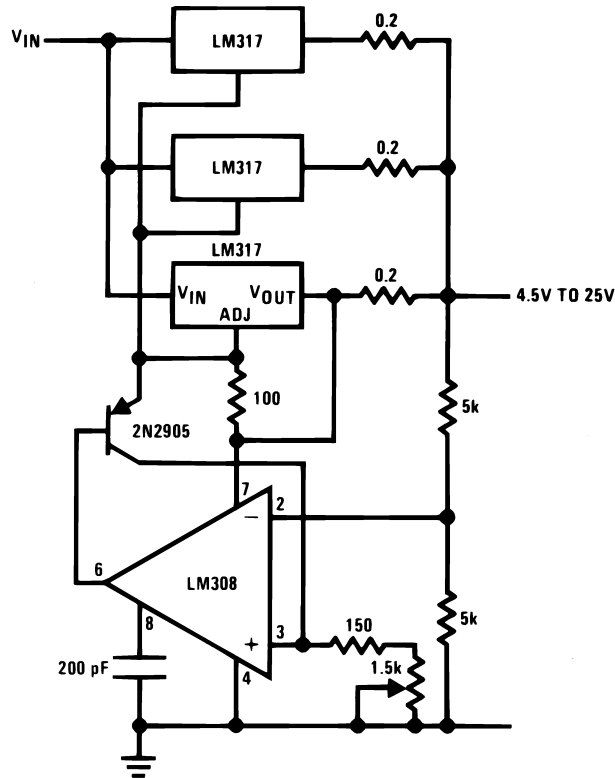 0.2
VIN
LM317
0.2
LM317
LM317
0.2
VIN
VOUT
ADJ
4.5V TO 25V
100
5k
2N2905
7
−
2
6
LM308
5k
8
+
3
150
200 pF
4
1.5k